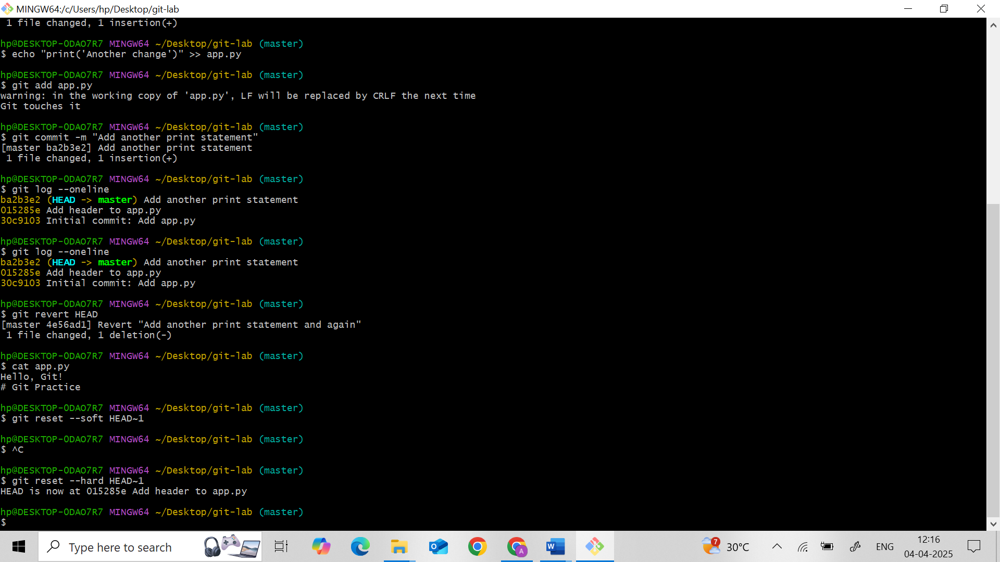 MINGW64:/c/Users/hp/Desktop/git-lab
1 file changed, 1 insertion(+)
hp@DESKTOP-0DAO7R7 MINGW64 ~/Desktop/git-lab (master)
$ echo "print('Another change')" >> app.py
hp@DESKTOP-0DAO7R7 MINGW64 ~/Desktop/git-lab (master)
$ git add app.py
warning: in the working copy of 'app.py', LF will be replaced by CRLF the next time
Git touches it
hp@DESKTOP-0DAO7R7 MINGW64 ~/Desktop/git-lab (master)
$ git commit -m "Add another print statement"
[master ba2b3e2] Add another print statement
1 file changed, 1 insertion(+)
hp@DESKTOP-0DAO7R7 MINGW64 ~/Desktop/git-lab (master)
$ git log --oneline
ba2b3e2 (HEAD -> master) Add another print statement
015285e Add header to app.py
30c9103 Initial commit: Add app.py
hp@DESKTOP-0DAO7R7 MINGW64 ~/Desktop/git-lab (master)
$ git log --oneline
ba2b3e2 (HEAD -> master) Add another print statement
015285e Add header to app.py
30c9103 Initial commit: Add app.py
hp@DESKTOP-0DAO7R7 MINGW64 ~/Desktop/git-lab (master)
$ git revert HEAD
[master 4e56ad1] Revert "Add another print statement and again"
1 file changed, 1 deletion(-)
hp@DESKTOP-0DAO7R7 MINGW64 ~/Desktop/git-lab (master)
$ cat app.py
Hello, Git!
# Git Practice
hp@DESKTOP-0DAO7R7 MINGW64 ~/Desktop/git-lab (master)
$ git reset --soft HEAD~1
hp@DESKTOP-0DAO7R7 MINGW64 ~/Desktop/git-lab (master)
$ ^C
hp@DESKTOP-0DAO7R7 MINGW64 ~/Desktop/git-lab (master)
$ git reset --hard HEAD~1
HEAD is now at 015285e Add header to app.py
hp@DESKTOP-0DAO7R7 MINGW64 ~/Desktop/git-lab (master)
$
Type here to search
O
A
W
7
30°C
ENG
12:16
04-04-2025